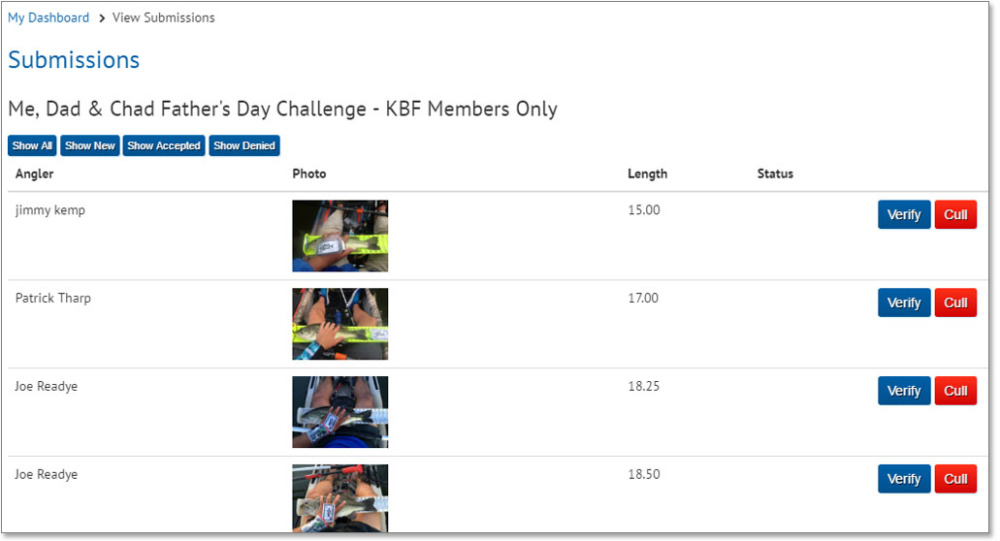 My Dashboard > View Submissions
Submissions
Me, Dad & Chad Father's Day Challenge - KBF Members Only
Show All Show New Show Accepted Show Denied
Angler Photo Length Status
jimmy kemp 15.00 Verify Cull
Patrick Tharp 17.00 Verify Cull
Joe Readye 18.25 Verify Cull
Joe Readye 18.50 Verify Cull